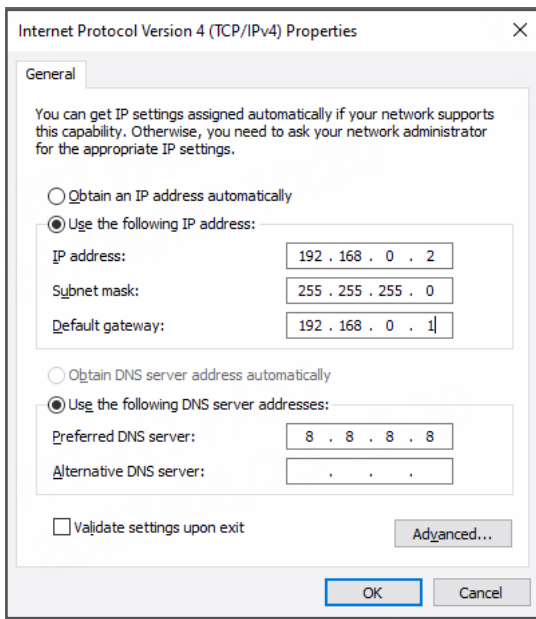 Internet Protocol Version 4 (TCP/IPv4) Properties
General
You can get IP settings assigned automatically if your network supports
this capability. Otherwise, you need to ask your network administrator
for the appropriate IP settings.
Obtain an IP address automatically
Use the following IP address:
IP address: 192 . 168 . 0 . 2
Subnet mask: 255 . 255 . 255 . 0
Default gateway: 192 . 168 . 0 . 1
Obtain DNS server address automatically
Use the following DNS server addresses:
Preferred DNS server: 8 . 8 . 8 . 8
Alternative DNS server: . . .
Validate settings upon exit
Advanced...
OK Cancel